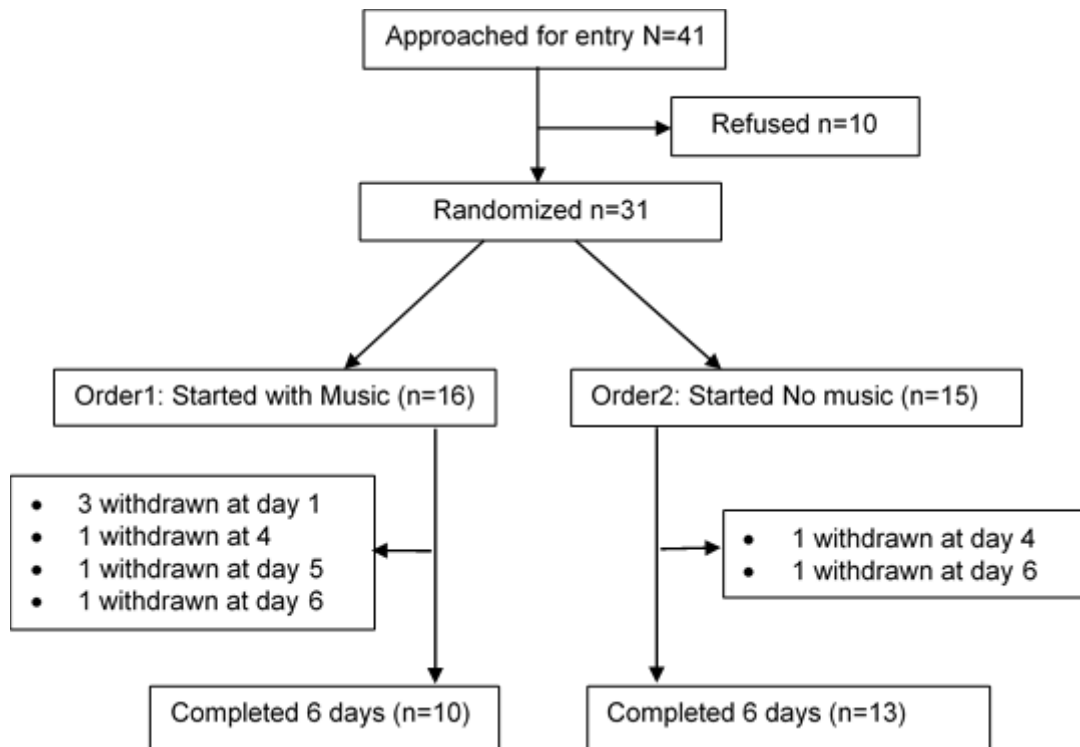 Approached for entry N=41
Refused n=10
Randomized n=31
Order1: Started with Music (n=16)
Order2: Started No music (n=15)
• 3 withdrawn at day 1
• 1 withdrawn at 4
• 1 withdrawn at day 5
• 1 withdrawn at day 6
• 1 withdrawn at day 4
• 1 withdrawn at day 6
Completed 6 days (n=10)
Completed 6 days (n=13)